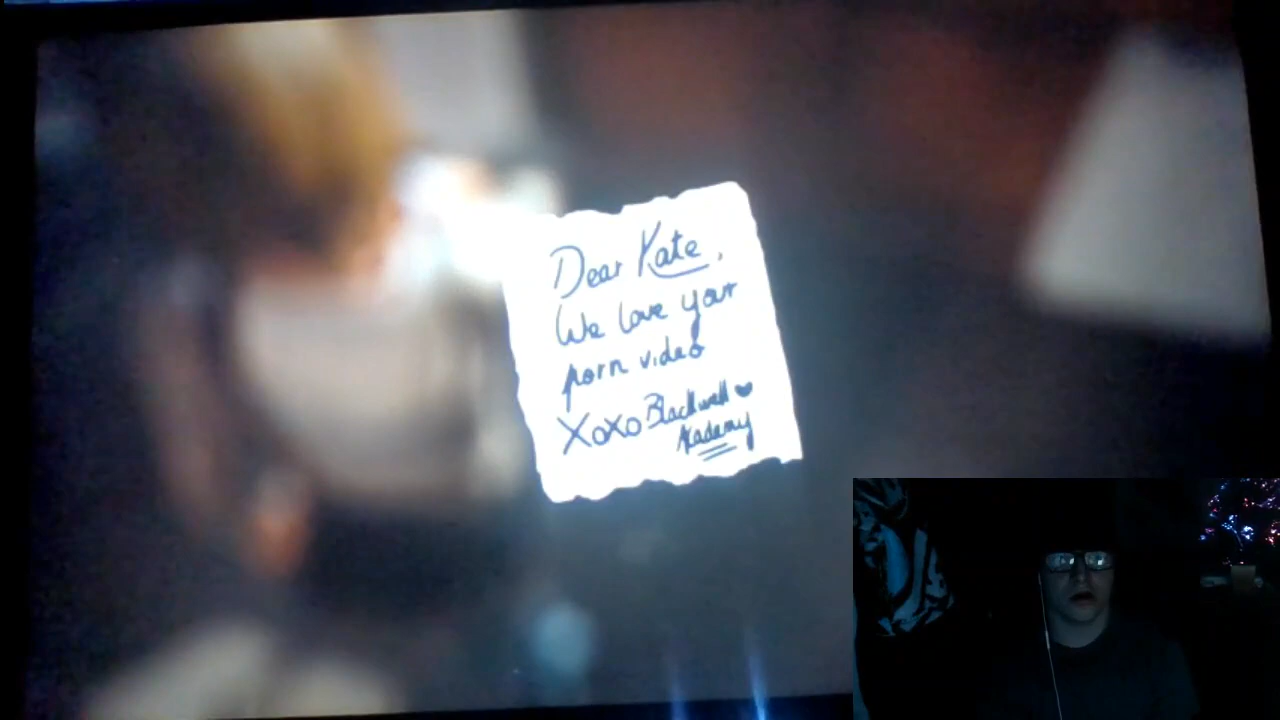 Dear Kate,
We love your
porn video
XoXo Blackwell
Academy